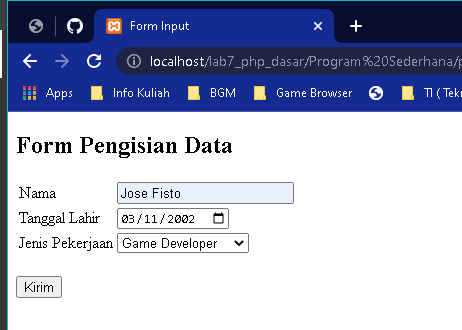 Form Input
localhost/lab7_php_dasar/Program%20Sederhana/
Apps Info Kuliah BGM Game Browser TI ( Tek
Form Pengisian Data
Nama Jose Fisto
Tanggal Lahir 03/11/2002
Jenis Pekerjaan Game Developer
Kirim